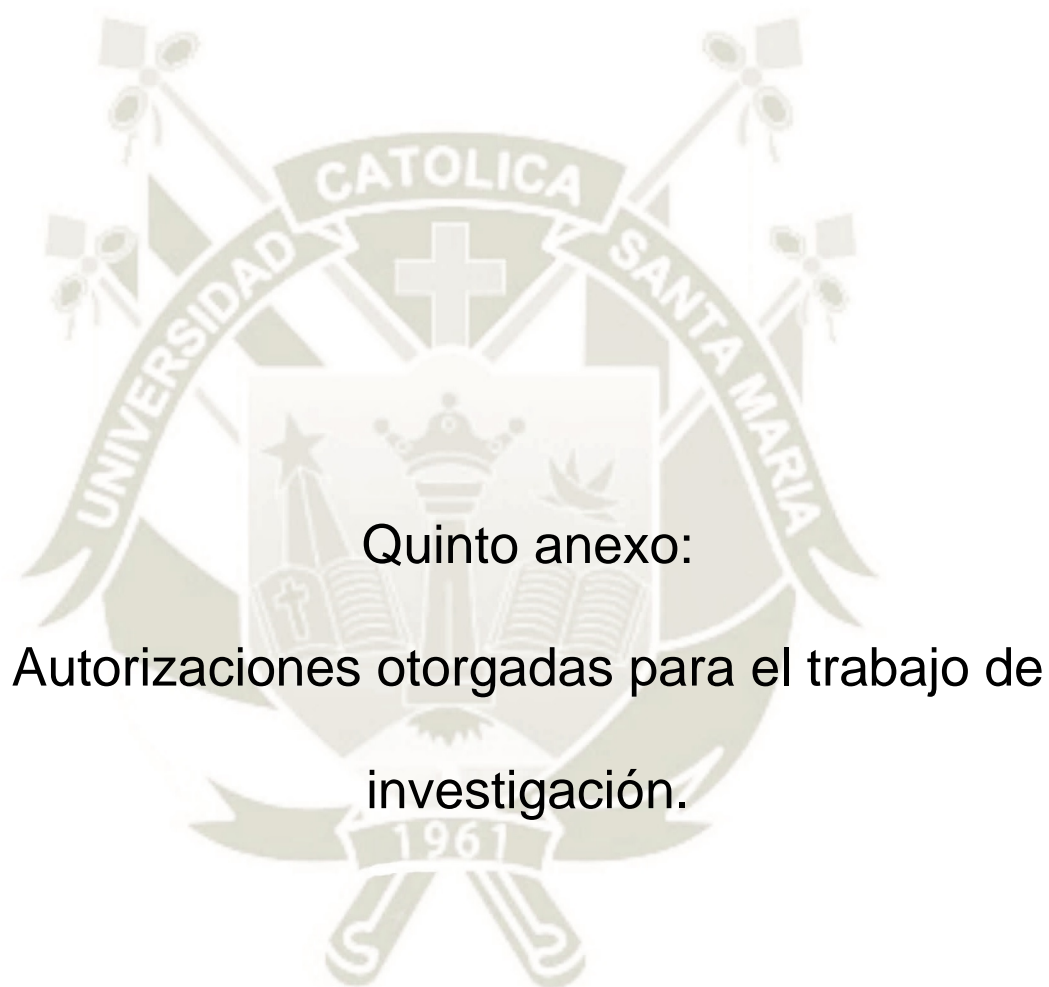 UNIVERSIDAD CATOLICA SANTA MARIA
Quinto anexo:
Autorizaciones otorgadas para el trabajo de
investigación.
1961